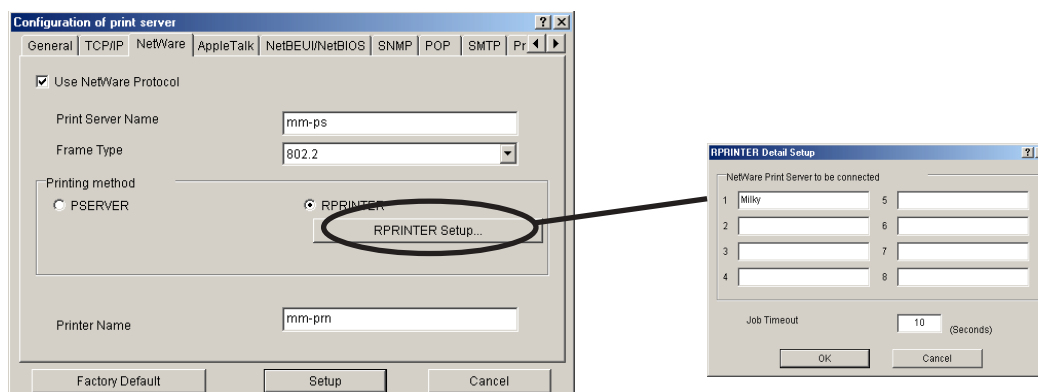 Configuration of print server
General TCP/IP NetWare AppleTalk NetBEUI/NetBIOS SNMP POP SMTP Pr
Use NetWare Protocol
Print Server Name mm-ps
Frame Type 802.2
Printing method
PSERVER RPRINTER
RPRINTER Setup...
Printer Name mm-prn
Factory Default Setup Cancel
RPRINTER Detail Setup
NetWare Print Server to be connected
1 Milky 5
2 6
3 7
4 8
Job Timeout 10 (Seconds)
OK Cancel